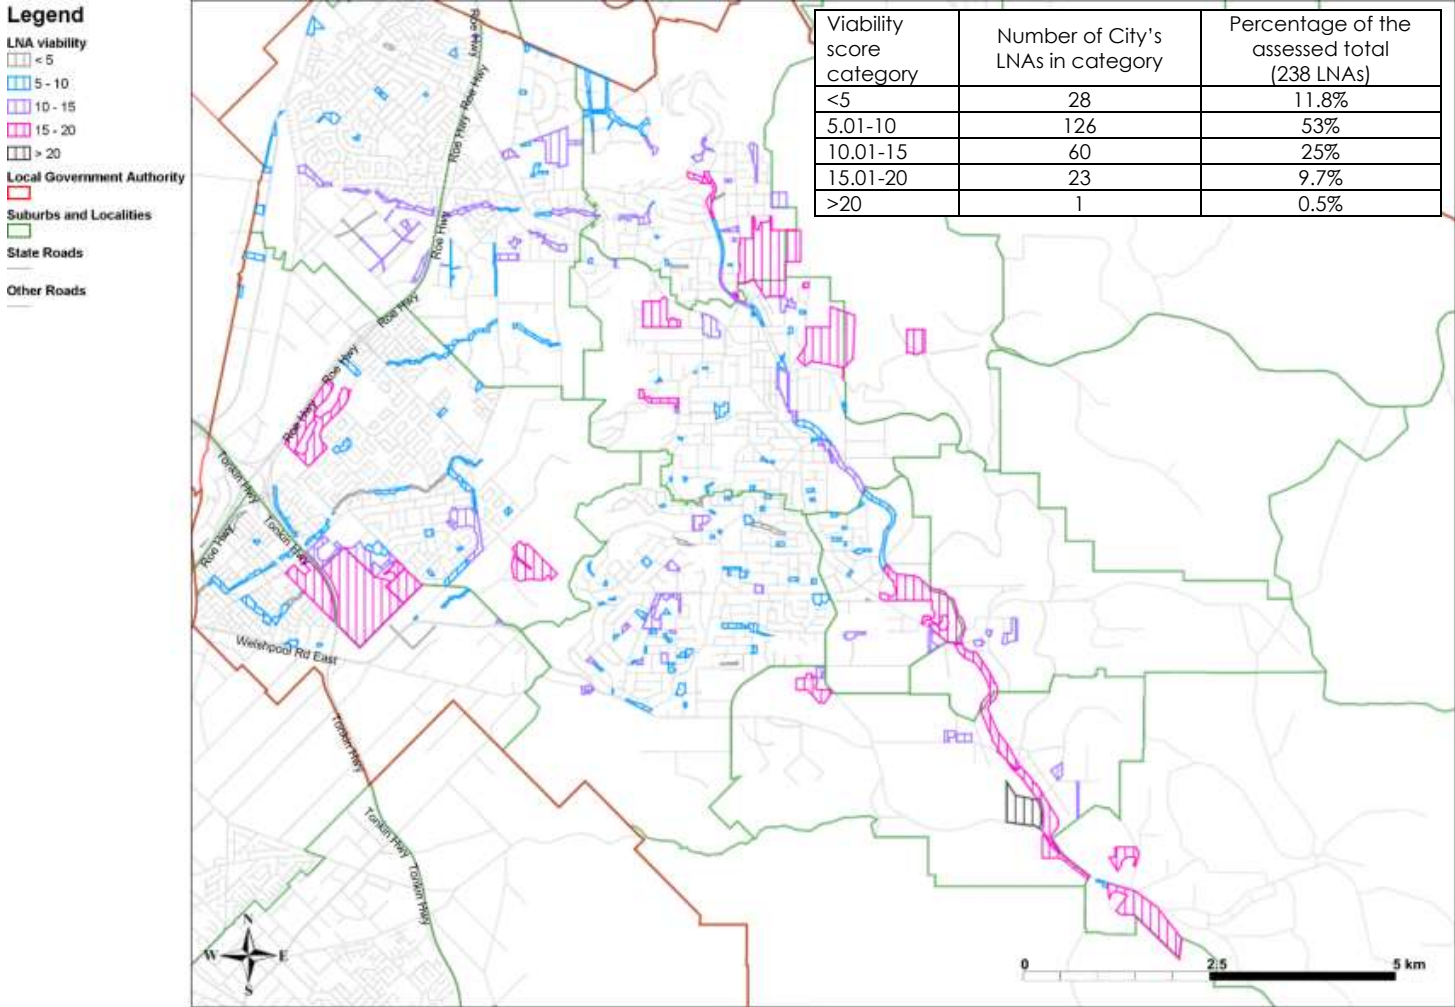 Legend
LNA viability
< 5
5 - 10
10 - 15
15 - 20
> 20
Local Government Authority
Suburbs and Localities
State Roads
Other Roads
Viability score category
Number of City's LNAs in category
Percentage of the assessed total (238 LNAs)
<5 28 11.8%
5.01-10 126 53%
10.01-15 60 25%
15.01-20 23 9.7%
>20 1 0.5%
Roe Hwy
Roe Hwy
Roe Hwy
Roe Hwy
Roe Hwy
Roe Hwy
Roe Hwy
Tonkin Hwy
Roe Hwy
Tonkin Hwy
Welshpool Rd East
Tonkin Hwy
Tonkin Hwy
Tonkin Hwy
N
W E
S
0 2.5 5 km